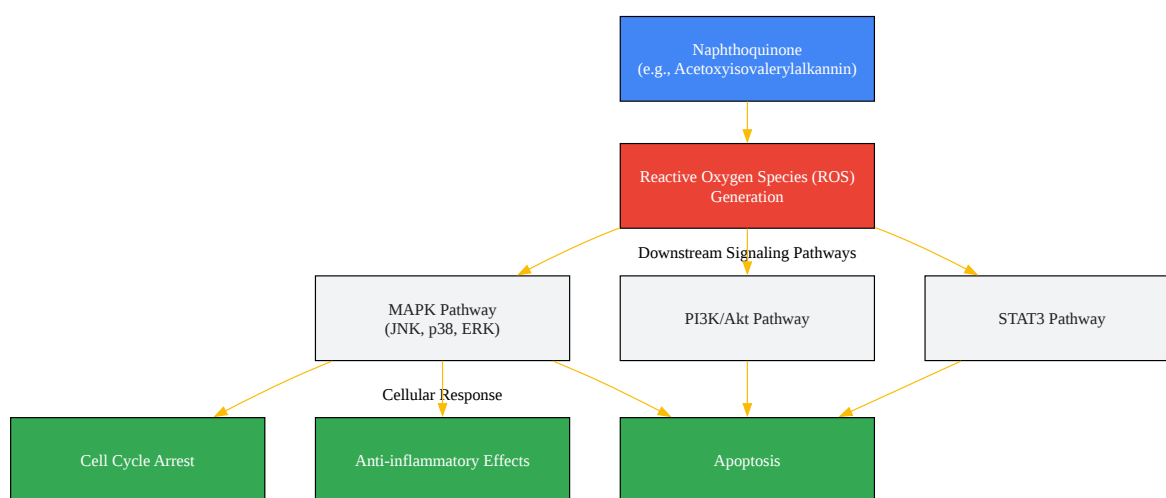 Naphthoquinone
(e.g., Acetoxyisovalerylalkannin)
Reactive Oxygen Species (ROS)
Generation
Downstream Signaling Pathways
MAPK Pathway
(JNK, p38, ERK)
PI3K/Akt Pathway
STAT3 Pathway
Cellular Response
Cell Cycle Arrest
Anti-inflammatory Effects
Apoptosis